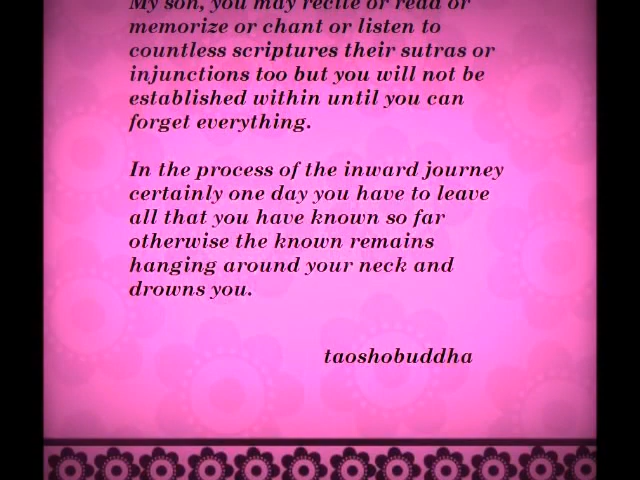 My son, you may recite or read or
memorize or chant or listen to
countless scriptures their sutras or
injunctions too but you will not be
established within until you can
forget everything.
In the process of the inward journey
certainly one day you have to leave
all that you have known so far
otherwise the known remains
hanging around your neck and
drowns you.
taoshobuddha